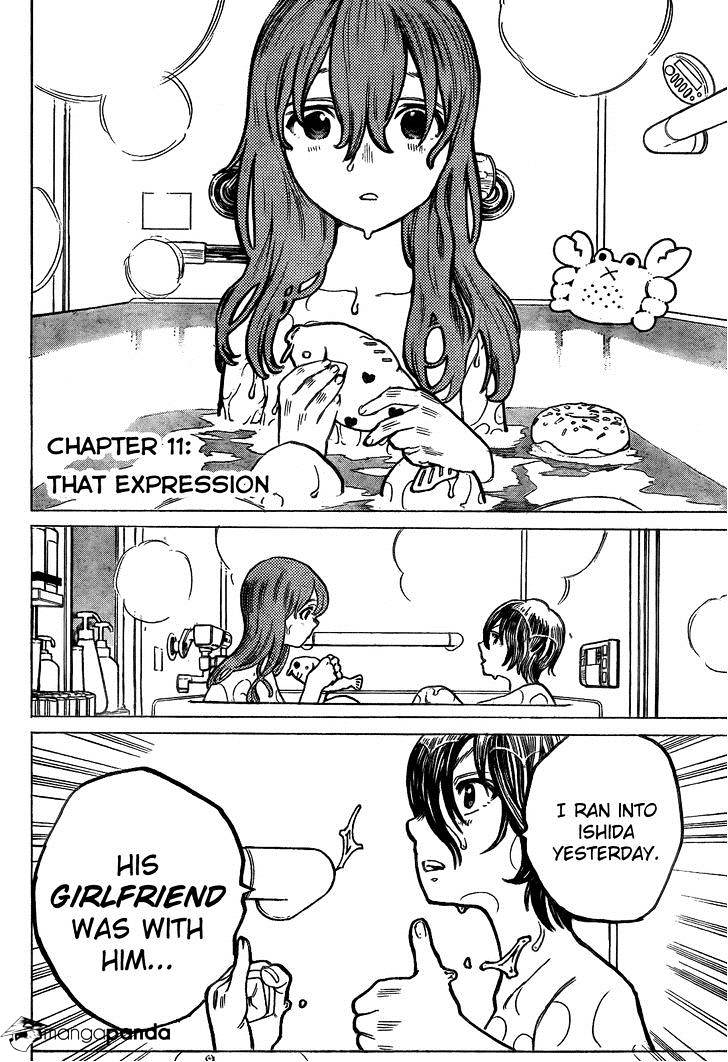 CHAPTER 11:
THAT EXPRESSION
I RAN INTO
ISHIDA
YESTERDAY.
HIS
GIRLFRIEND
WAS WITH
HIM...
mangapanda